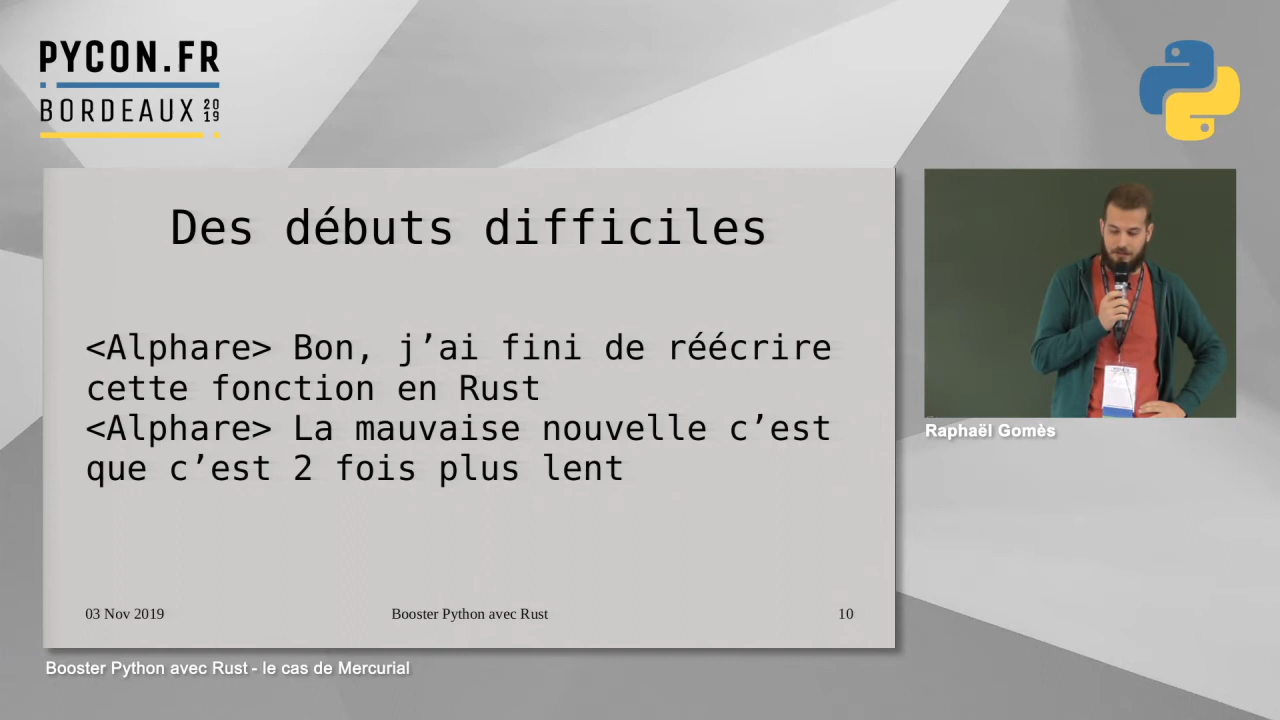 PYCON.FR
BORDEAUX 2019
Des débuts difficiles
<Alphare> Bon, j’ai fini de réécrire
cette fonction en Rust
<Alphare> La mauvaise nouvelle c’est
que c’est 2 fois plus lent
03 Nov 2019
Booster Python avec Rust
10
Raphaël Gomès
Booster Python avec Rust - le cas de Mercurial